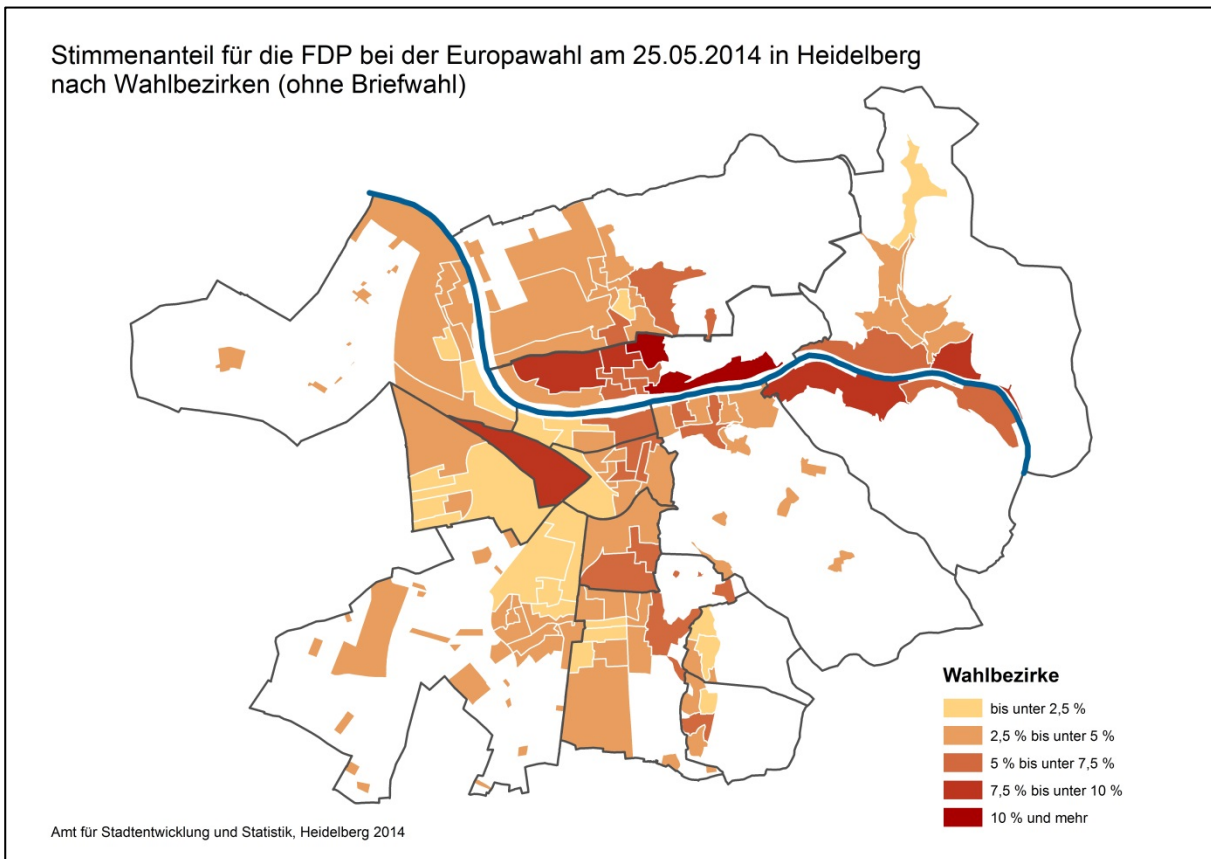 Stimmenanteil für die FDP bei der Europawahl am 25.05.2014 in Heidelberg
nach Wahlbezirken (ohne Briefwahl)
Wahlbezirke
bis unter 2,5 %
2,5 % bis unter 5 %
5 % bis unter 7,5 %
7,5 % bis unter 10 %
10 % und mehr
Amt für Stadtentwicklung und Statistik, Heidelberg 2014